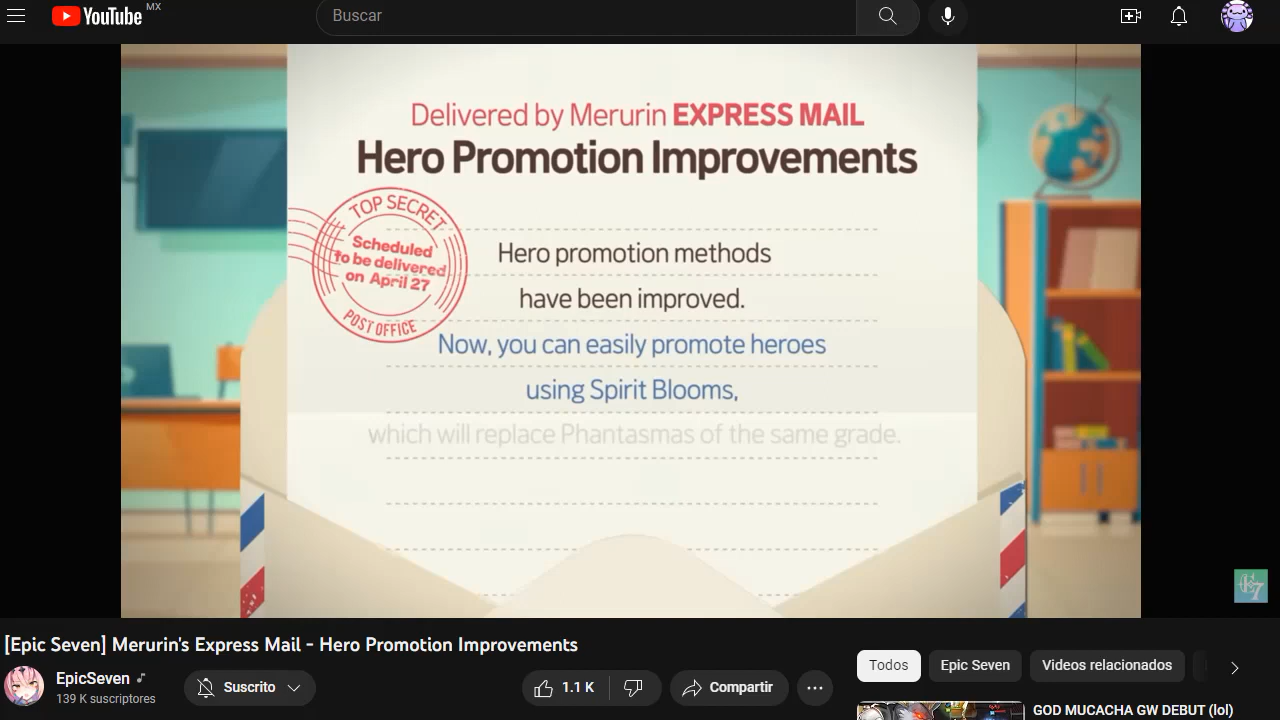 YouTube MX
Buscar
Delivered by Merurin EXPRESS MAIL
Hero Promotion Improvements
TOP SECRET
Scheduled
to be delivered
on April 27
POST OFFICE
Hero promotion methods
have been improved.
Now, you can easily promote heroes
using Spirit Blooms,
which will replace Phantasmas of the same grade.
E7
[Epic Seven] Merurin's Express Mail - Hero Promotion Improvements
EpicSeven
139 K suscriptores
Suscrito
1.1 K
Compartir
Todos
Epic Seven
Videos relacionados
GOD MUCACHA GW DEBUT (lol)